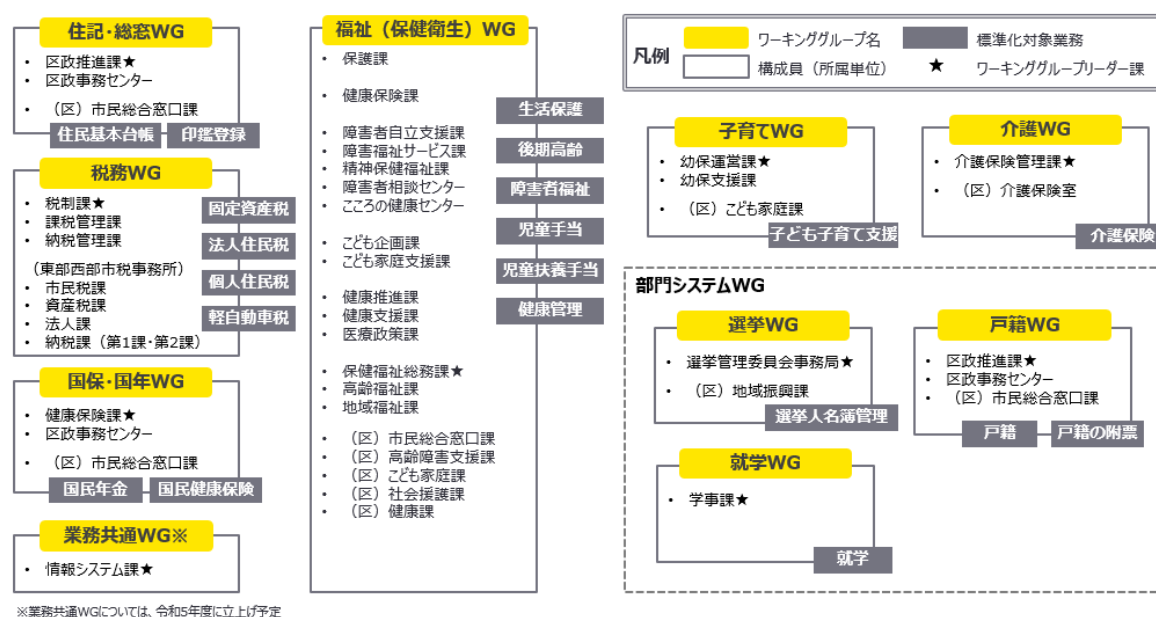 住記・総窓WG
・ 区政推進課★
・ 区政事務センター
・ （区）市民総合窓口課
住民基本台帳 印鑑登録
税務WG
・ 税制課★
・ 課税管理課
・ 納税管理課
（東部西部市税事務所）
・ 市民税課
・ 資産税課
・ 法人課
・ 納税課（第1課・第2課）
固定資産税
法人住民税
個人住民税
軽自動車税
国保・国年WG
・ 健康保険課★
・ 区政事務センター
・ （区）市民総合窓口課
国民年金 国民健康保険
業務共通WG※
・ 情報システム課★
※業務共通WGについては、令和5年度に立上げ予定
福祉（保健衛生）WG
・ 保護課
・ 健康保険課
・ 障害者自立支援課
・ 障害福祉サービス課
・ 精神保健福祉課
・ 障害者相談センター
・ こころの健康センター
・ こども企画課
・ こども家庭支援課
・ 健康推進課
・ 健康支援課
・ 医療政策課
・ 保健福祉総務課★
・ 高齢福祉課
・ 地域福祉課
・ （区）市民総合窓口課
・ （区）高齢障害支援課
・ （区）こども家庭課
・ （区）社会援護課
・ （区）健康課
生活保護
後期高齢
障害者福祉
児童手当
児童扶養手当
健康管理
凡例
ワーキンググループ名 標準化対象業務
構成員（所属単位） ★ ワーキンググループリーダー課
子育てWG
・ 幼保運営課★
・ 幼保支援課
・ （区）こども家庭課
子ども子育て支援
介護WG
・ 介護保険管理課★
・ （区）介護保険室
介護保険
部門システムWG
選挙WG
・ 選挙管理委員会事務局★
・ （区）地域振興課
選挙人名簿管理
戸籍WG
・ 区政推進課★
・ 区政事務センター
・ （区）市民総合窓口課
戸籍 戸籍の附票
就学WG
・ 学事課★
就学